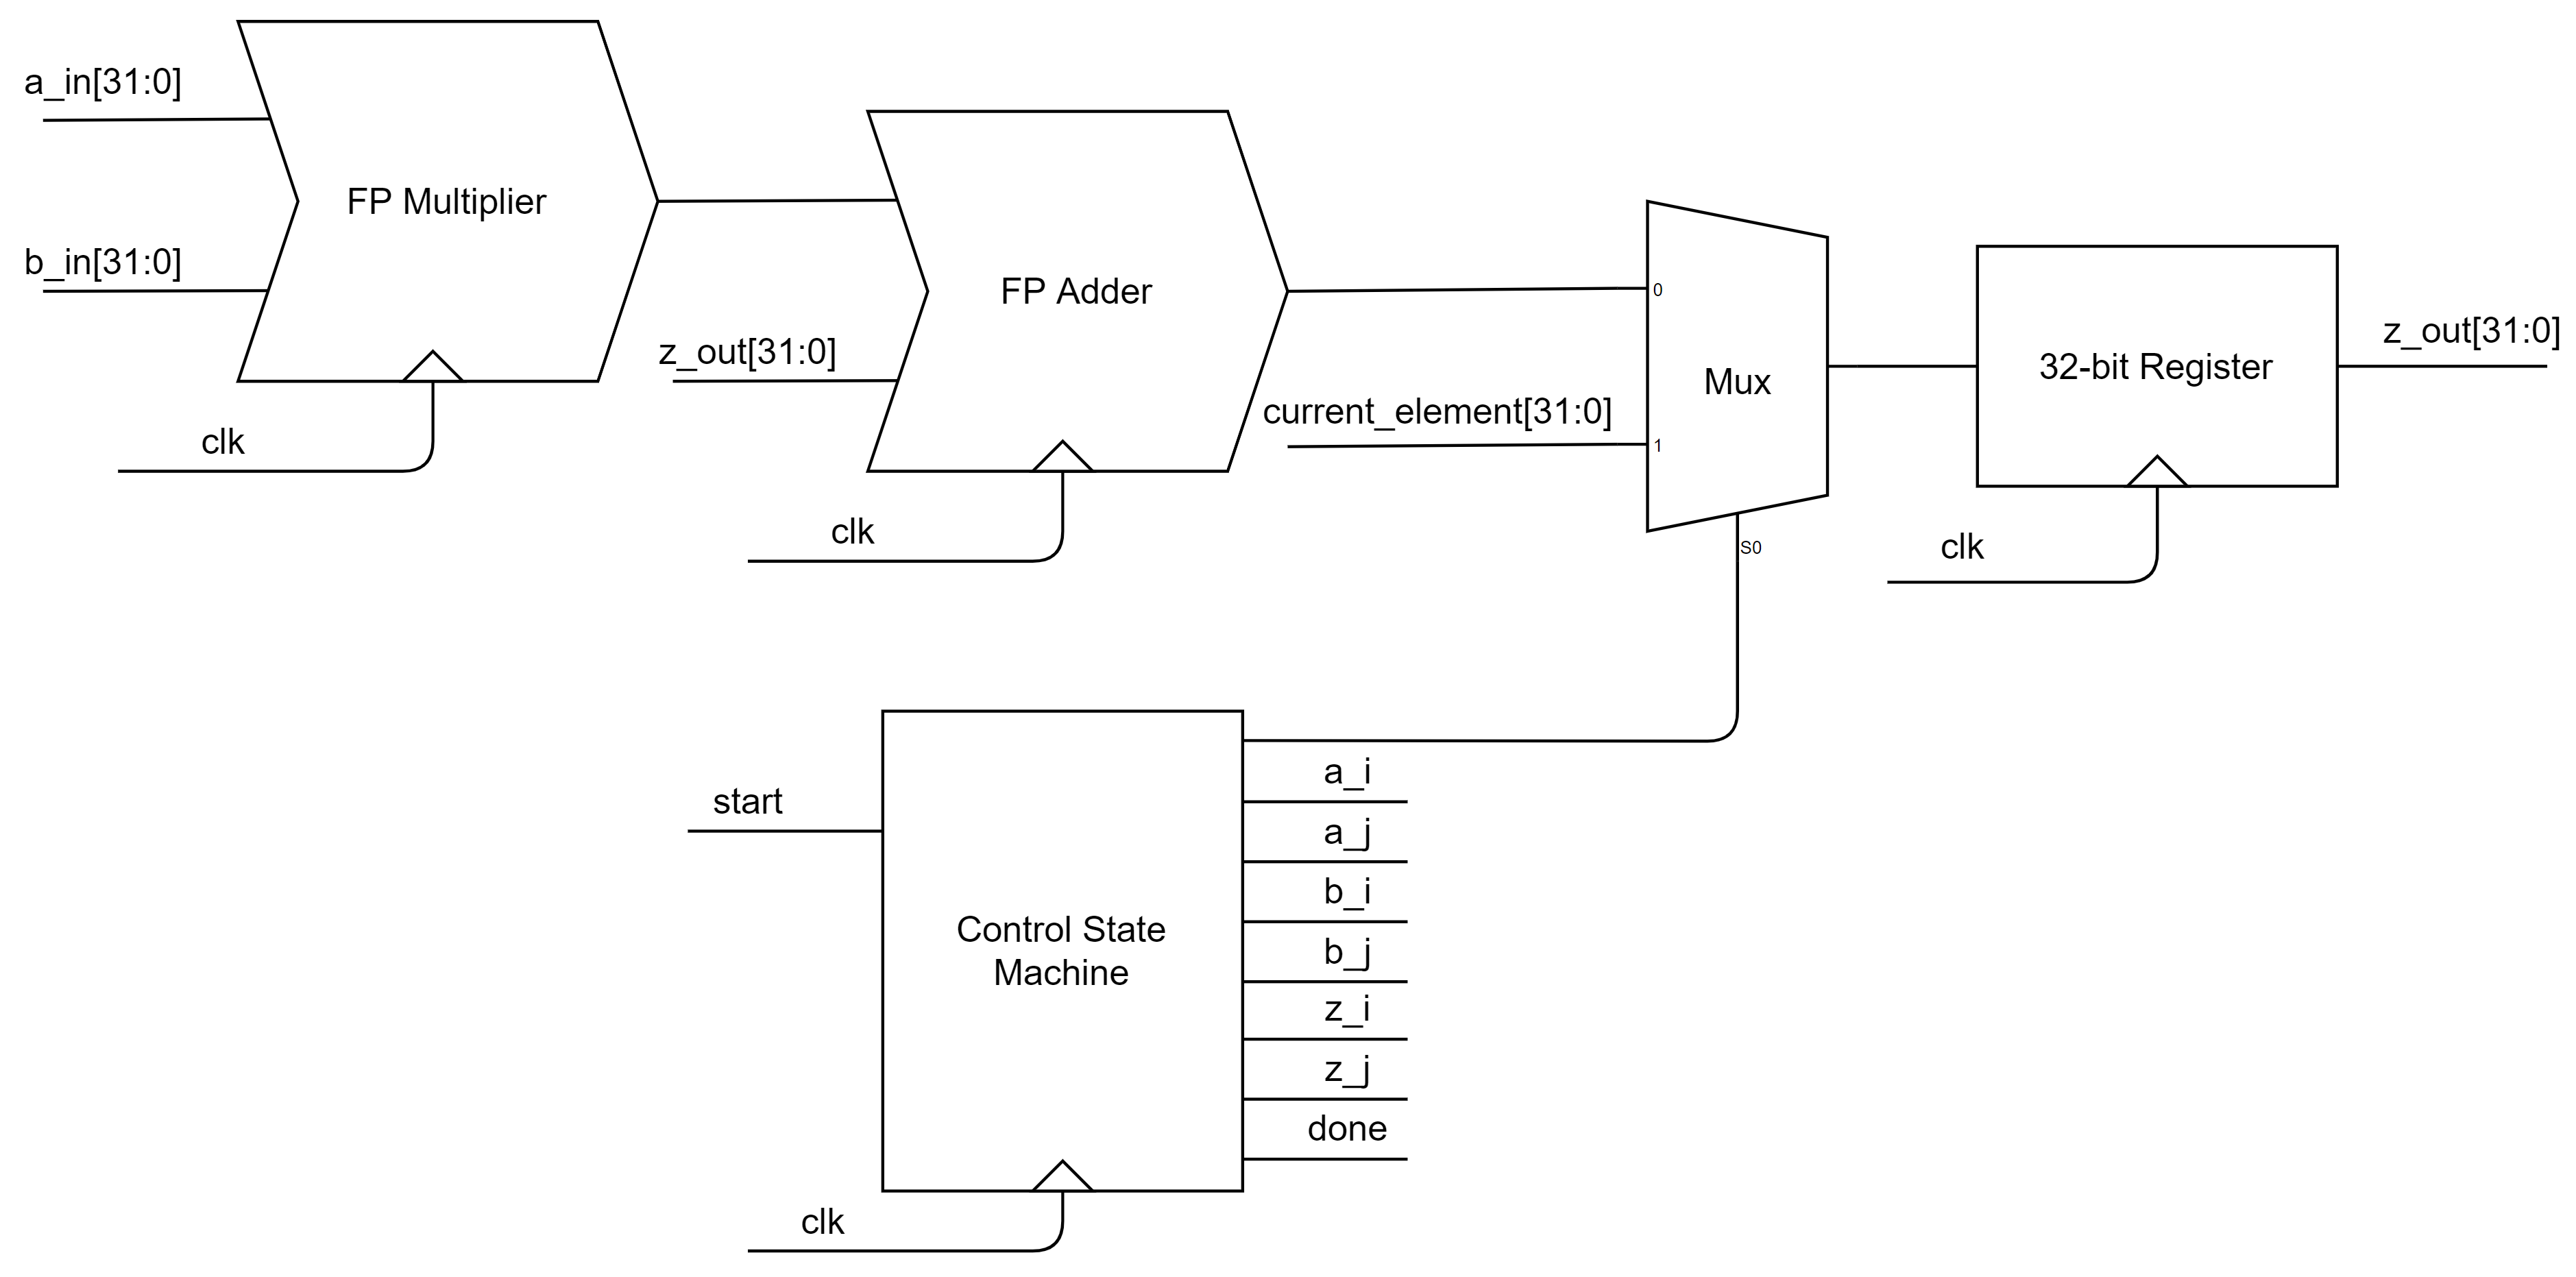 a_in[31:0]
FP Multiplier
b_in[31:0]
clk
FP Adder
z_out[31:0]
clk
0
current_element[31:0]
1
Mux
S0
32-bit Register
z_out[31:0]
clk
start
Control State
Machine
a_i
a_j
b_i
b_j
z_i
z_j
done
clk